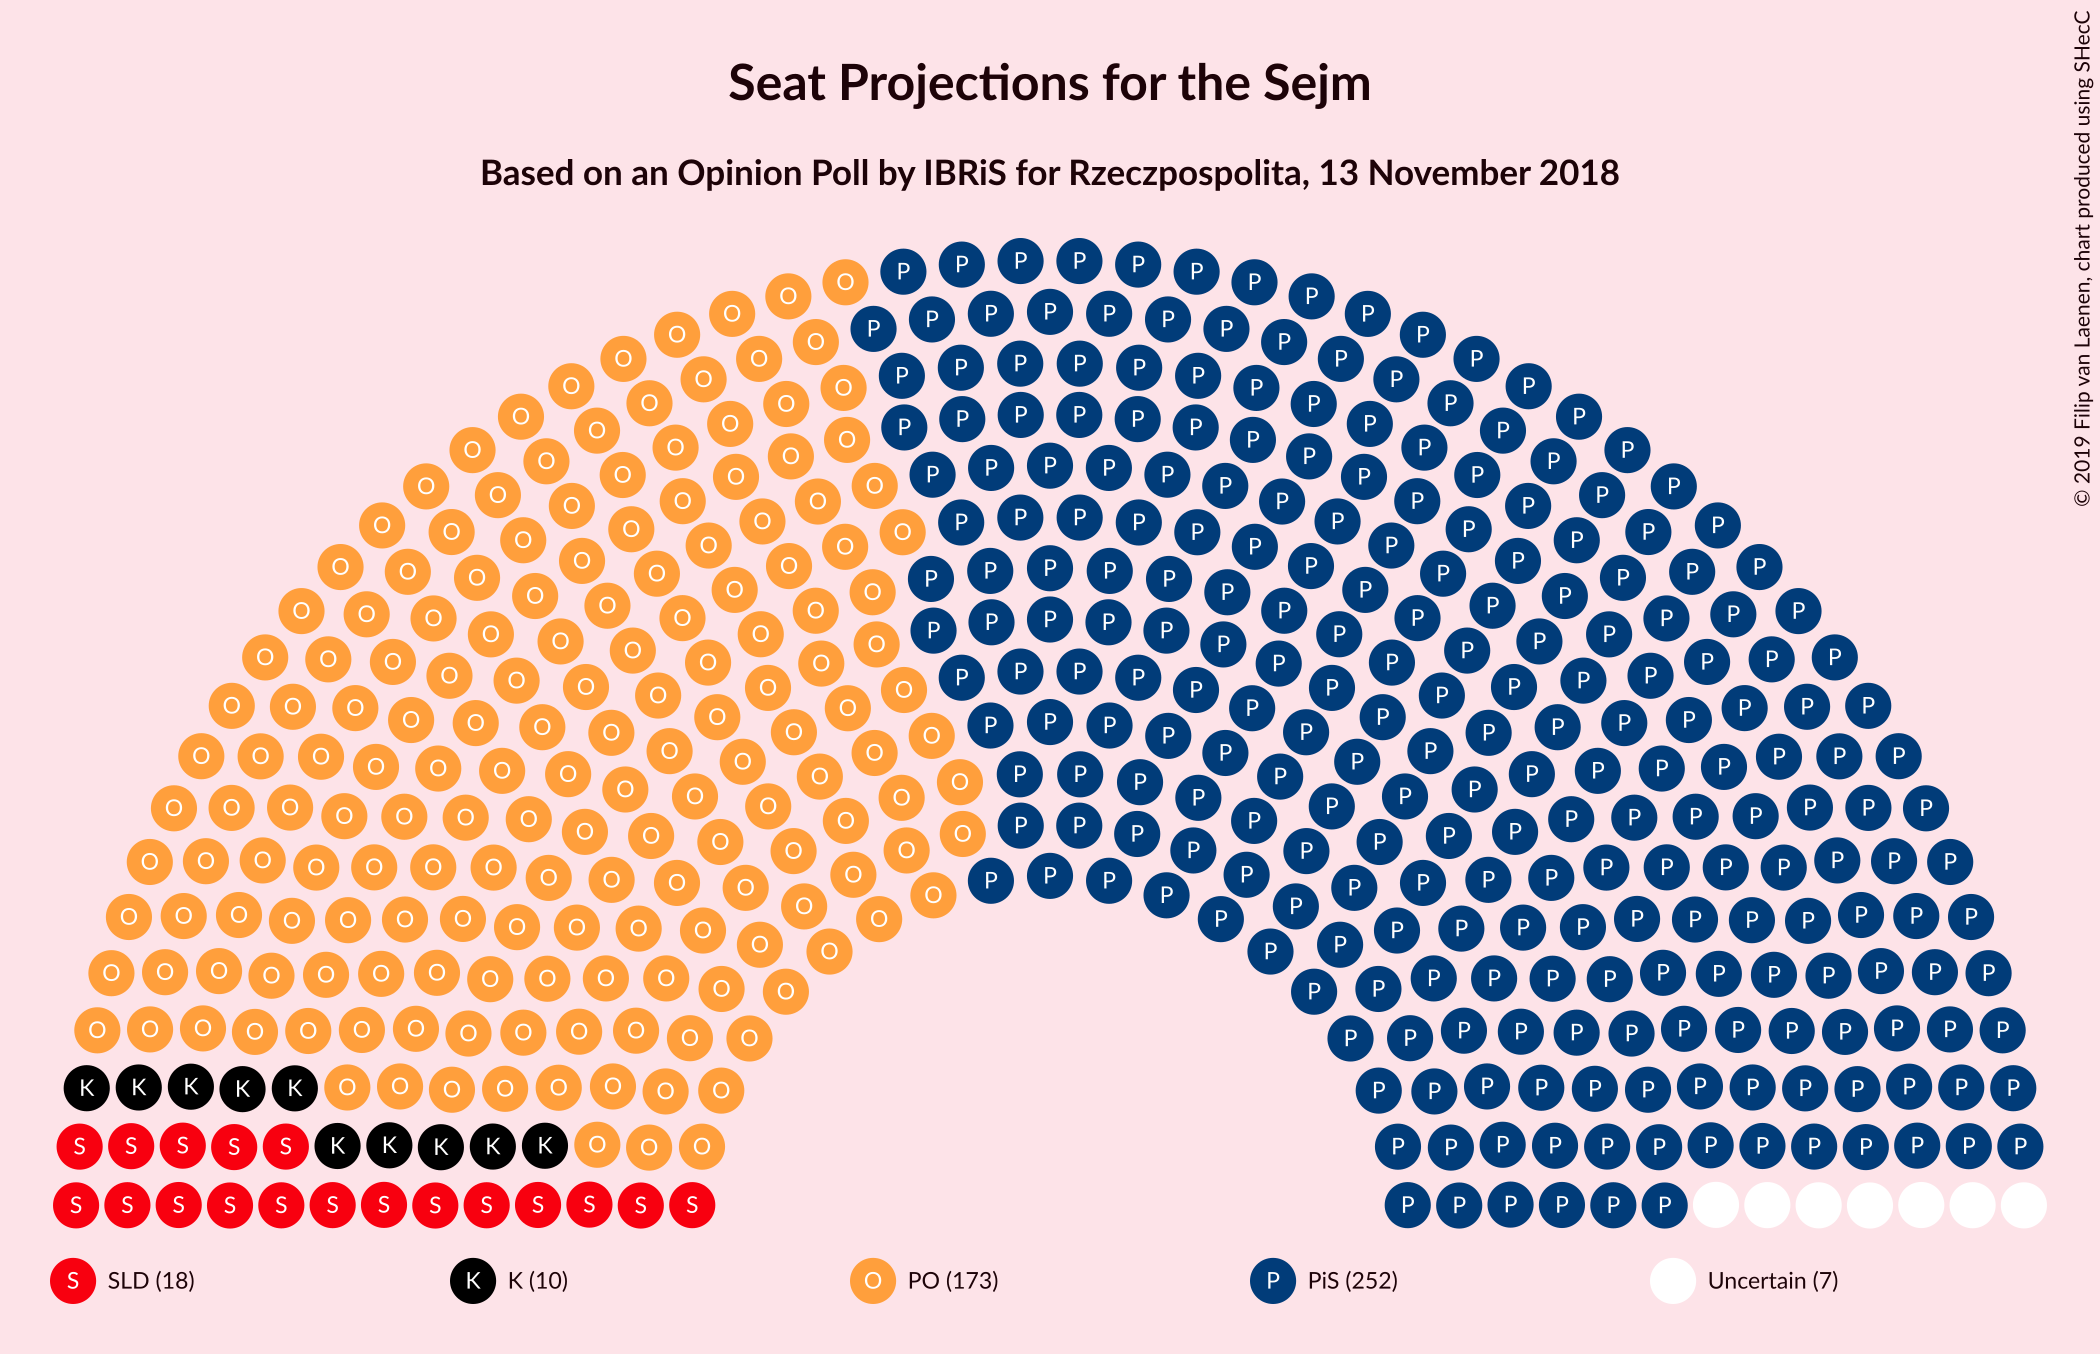 Seat Projections for the Sejm
Based on an Opinion Poll by IBRiS for Rzeczpospolita, 13 November 2018
© 2019 Filip van Laenen, chart produced using SHecC
S SLD (18)
K K (10)
O PO (173)
P PiS (252)
Uncertain (7)